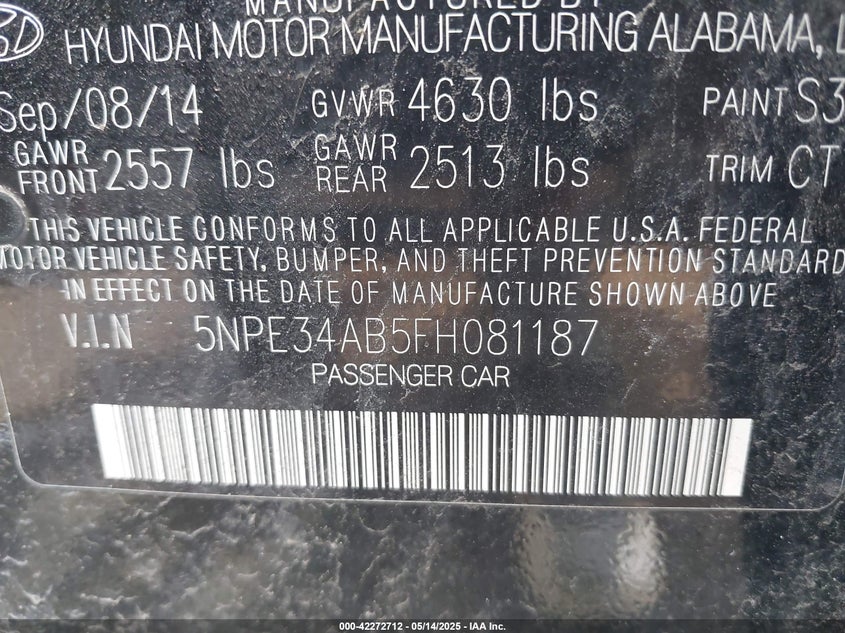 MANUFACTURED BY
HYUNDAI MOTOR MANUFACTURING ALABAMA, L
Sep/08/14 GVWR 4630 lbs PAINT S3
GAWR FRONT 2557 lbs GAWR REAR 2513 lbs TRIM CT
THIS VEHICLE CONFORMS TO ALL APPLICABLE U.S.A. FEDERAL
MOTOR VEHICLE SAFETY, BUMPER, AND THEFT PREVENTION STANDARD
IN EFFECT ON THE DATE OF MANUFACTURE SHOWN ABOVE
V.I.N 5NPE34AB5FH081187
PASSENGER CAR
000-42272712 - 05/14/2025 - IAA Inc.